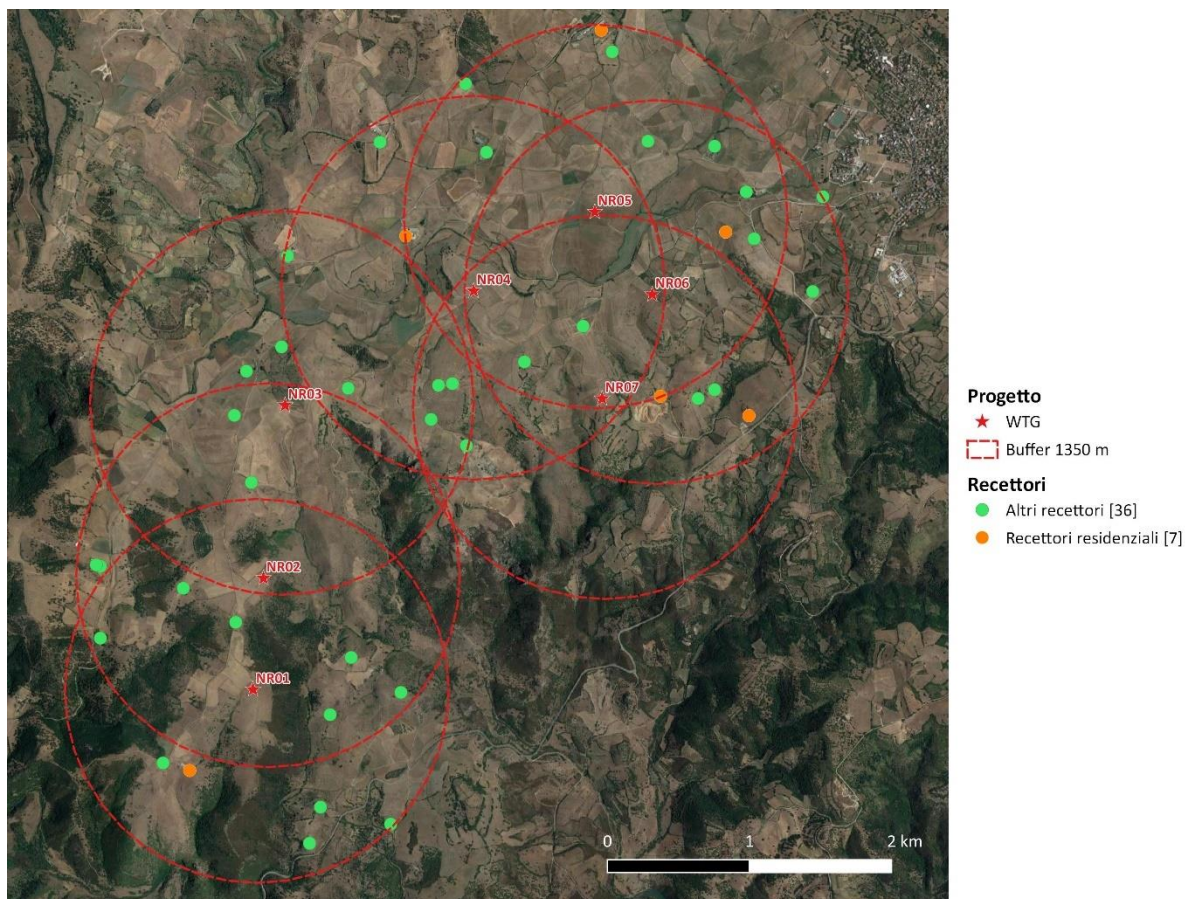 NR05
NR04
NR06
NR03
NR07
NR02
NR01
0 1 2 km
Progetto
WTG
Buffer 1350 m
Recettori
Altri recettori [36]
Recettori residenziali [7]